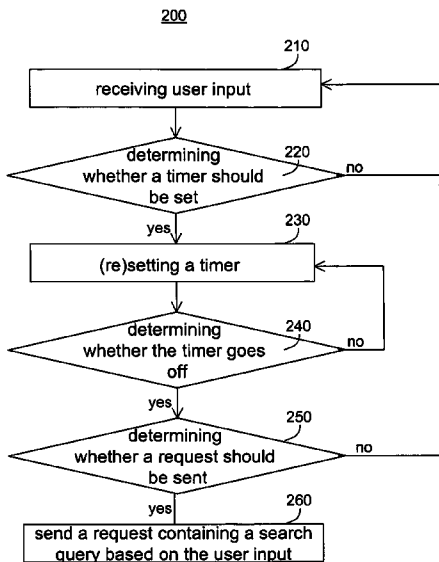 200
210
receiving user input
determining
whether a timer should
be set
220
no
yes
230
(re)setting a timer
determining
whether the timer goes
off
240
no
yes
250
determining
whether a request should
be sent
no
yes
260
send a request containing a search
query based on the user input